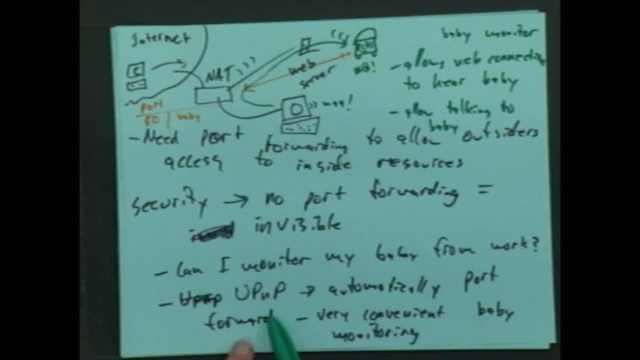 Internet
baby monitor
NAT
web
server
- allows web connection
to hear baby
port
80 | baby
- allow talking to
baby
- Need port forwarding to allow outsiders
access to inside resources
security → no port forwarding =
invisible
- Can I monitor my baby from work?
- UPnP → automatically port
forward - very convenient baby
monitoring